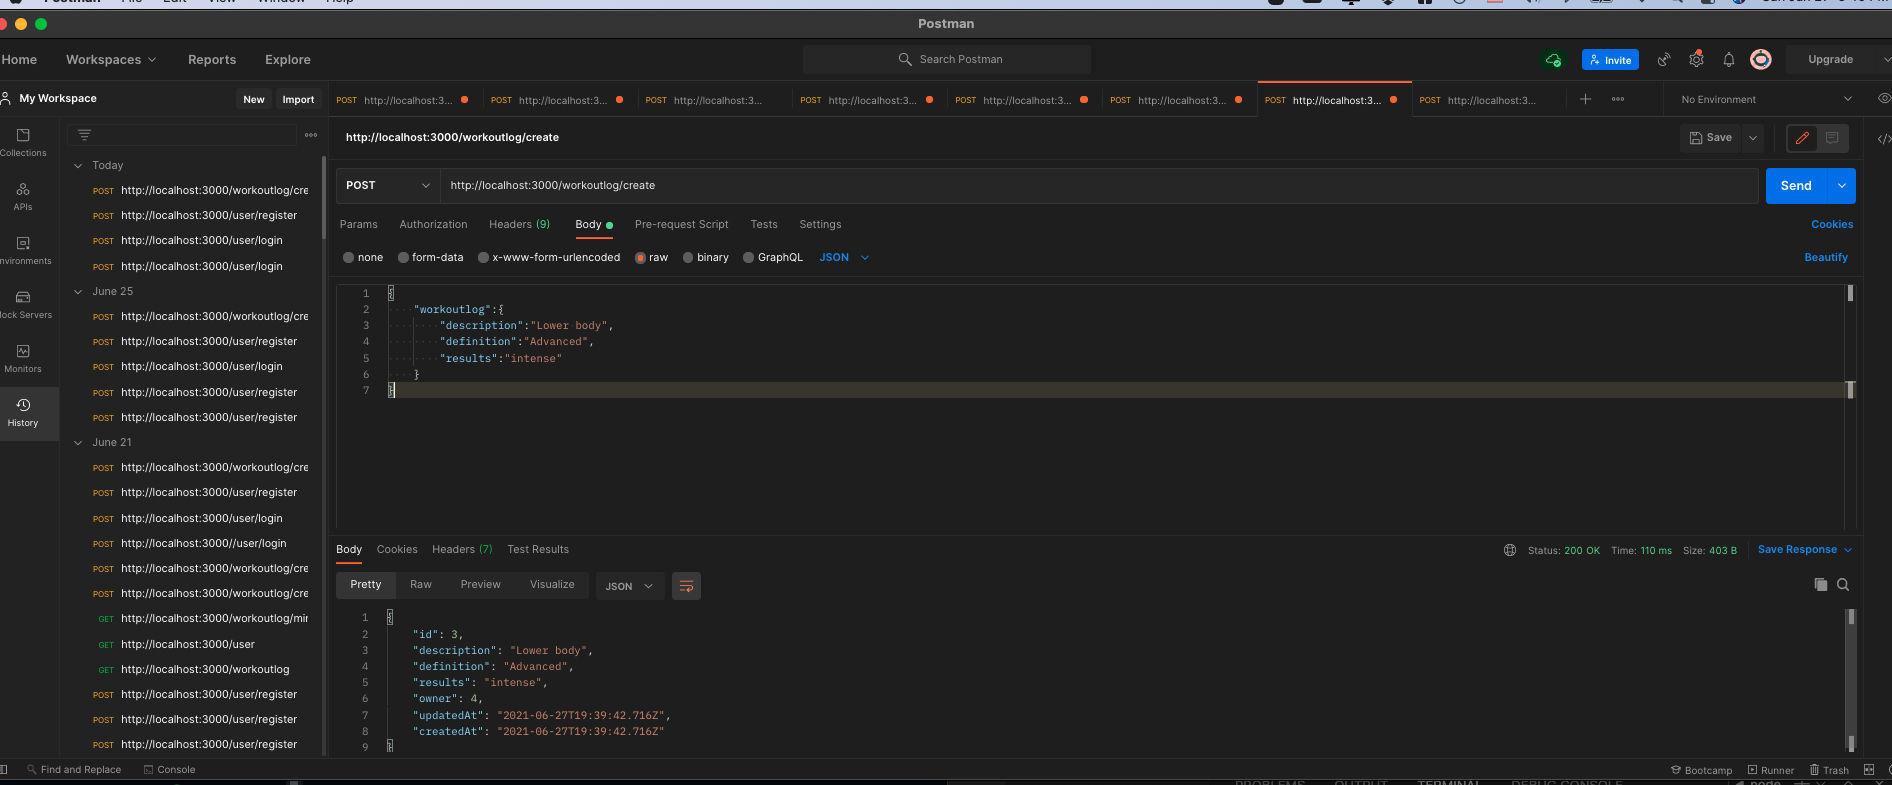 Postman File Edit View Window Help
Postman
Home Workspaces Reports Explore Search Postman Invite Upgrade
My Workspace New Import
POST http://localhost:3... POST http://localhost:3... POST http://localhost:3... POST http://localhost:3... POST http://localhost:3... POST http://localhost:3... POST http://localhost:3... POST http://localhost:3... No Environment
http://localhost:3000/workoutlog/create Save
Collections
APIs
nvironments
Mock Servers
Monitors
History
Today
POST http://localhost:3000/workoutlog/cre
POST http://localhost:3000/user/register
POST http://localhost:3000/user/login
POST http://localhost:3000/user/login
June 25
POST http://localhost:3000/workoutlog/cre
POST http://localhost:3000/user/register
POST http://localhost:3000/user/login
POST http://localhost:3000/user/register
POST http://localhost:3000/user/register
June 21
POST http://localhost:3000/workoutlog/cre
POST http://localhost:3000/user/register
POST http://localhost:3000/user/login
POST http://localhost:3000//user/login
POST http://localhost:3000/workoutlog/cre
POST http://localhost:3000/workoutlog/cre
GET http://localhost:3000/workoutlog/mir
GET http://localhost:3000/user
GET http://localhost:3000/workoutlog
POST http://localhost:3000/user/register
POST http://localhost:3000/user/register
POST http://localhost:3000/user/register
POST http://localhost:3000/workoutlog/create Send
Params Authorization Headers (9) Body Pre-request Script Tests Settings Cookies
none form-data x-www-form-urlencoded raw binary GraphQL JSON Beautify
1 {
2 "workoutlog":{
3 "description":"Lower body",
4 "definition":"Advanced",
5 "results":"intense"
6 }
7 }
Body Cookies Headers (7) Test Results Status: 200 OK Time: 110 ms Size: 403 B Save Response
Pretty Raw Preview Visualize JSON
1 {
2 "id": 3,
3 "description": "Lower body",
4 "definition": "Advanced",
5 "results": "intense",
6 "owner": 4,
7 "updatedAt": "2021-06-27T19:39:42.716Z",
8 "createdAt": "2021-06-27T19:39:42.716Z"
9 }
Find and Replace Console Bootcamp Runner Trash
PROBLEMS OUTPUT TERMINAL DEBUG CONSOLE node